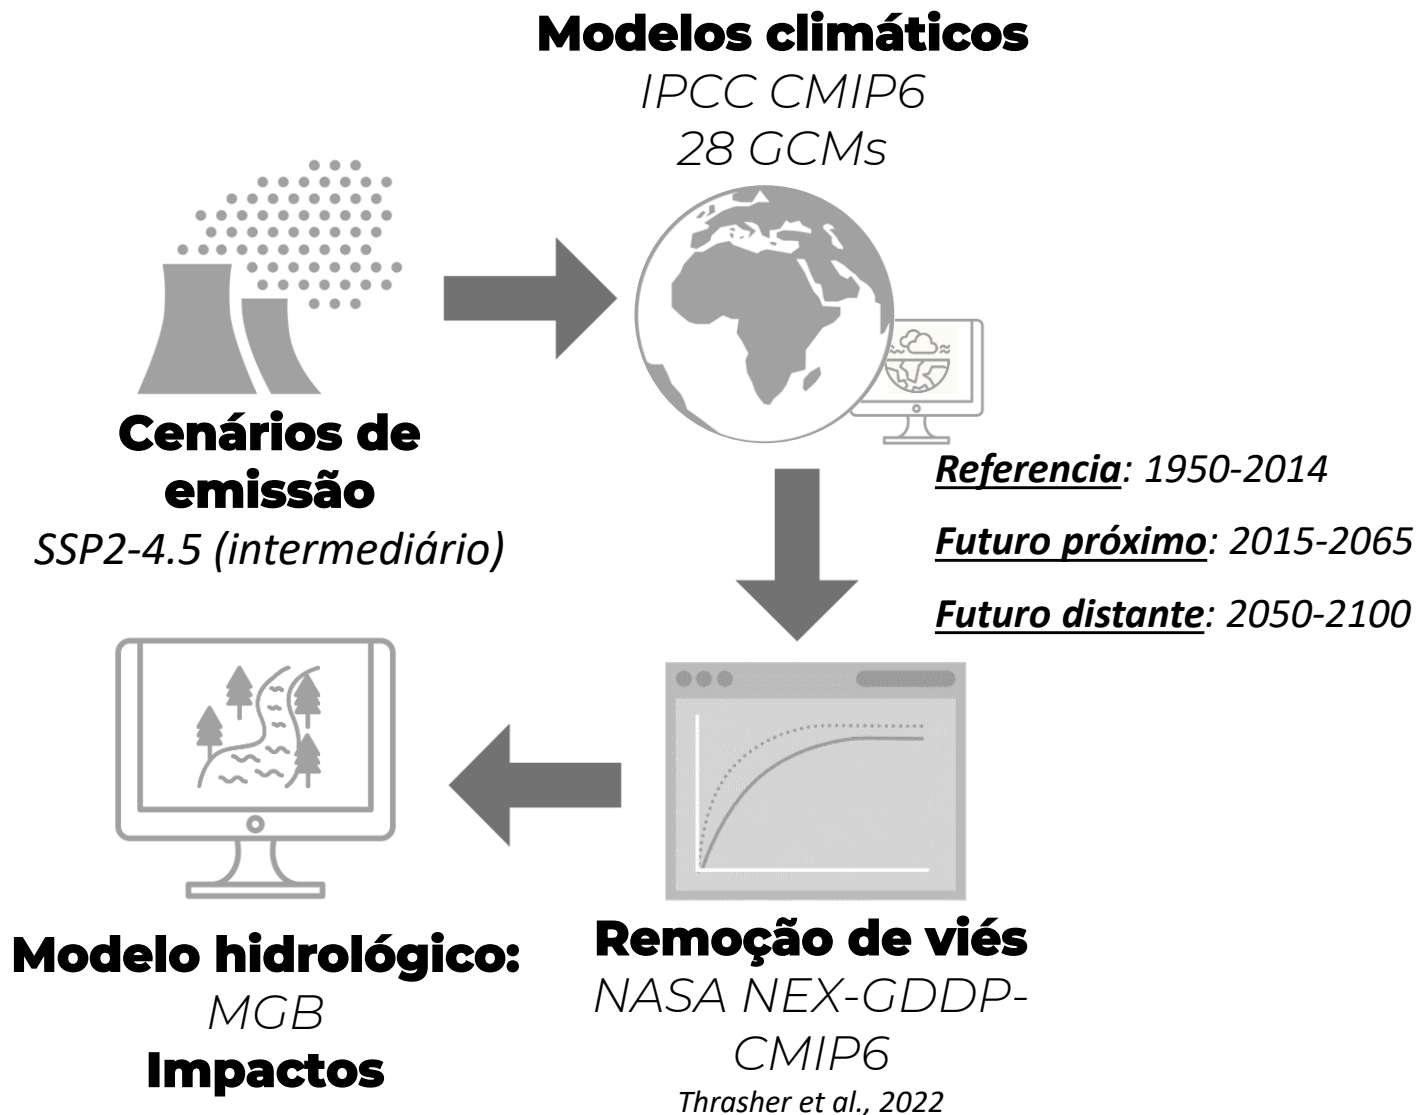 Modelos climáticos
IPCC CMIP6
28 GCMs
Cenários de
emissão
SSP2-4.5 (intermediário)
Referencia: 1950-2014
Futuro próximo: 2015-2065
Futuro distante: 2050-2100
Modelo hidrológico:
MGB
Impactos
Remoção de viés
NASA NEX-GDDP-
CMIP6
Thrasher et al., 2022